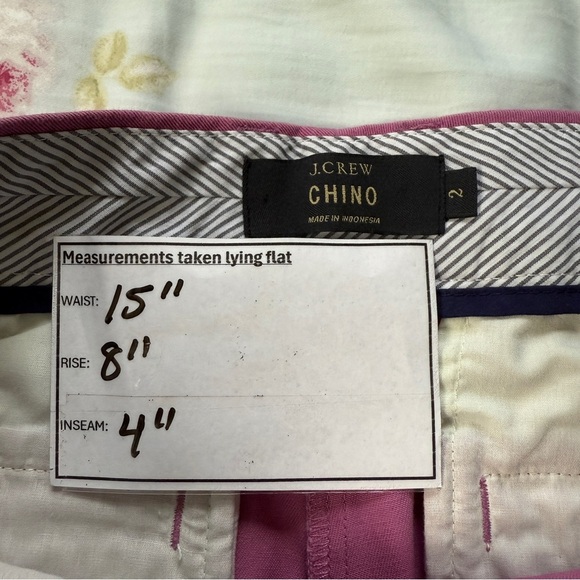 J.CREW
CHINO
MADE IN INDONESIA
2
Measurements taken lying flat
WAIST: 15"
RISE: 8"
INSEAM: 4"